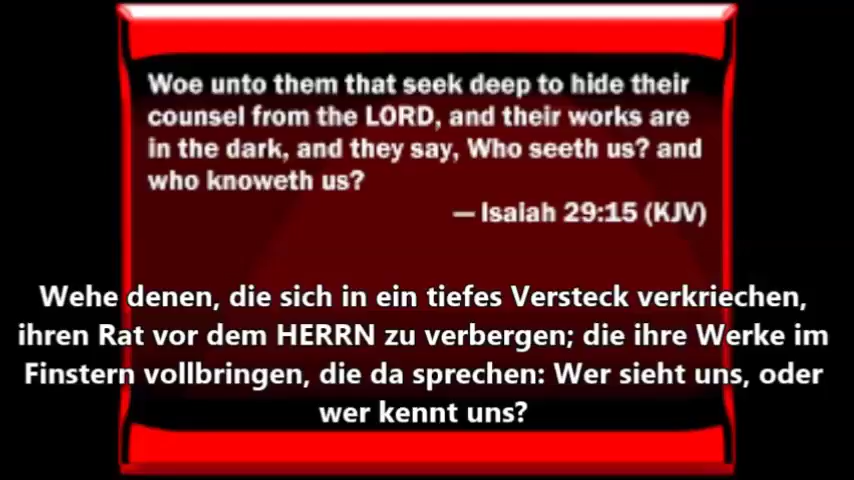 Woe unto them that seek deep to hide their
counsel from the LORD, and their works are
in the dark, and they say, Who seeth us? and
who knoweth us?
— Isaiah 29:15 (KJV)
Wehe denen, die sich in ein tiefes Versteck verkriechen,
ihren Rat vor dem HERRN zu verbergen; die ihre Werke im
Finstern vollbringen, die da sprechen: Wer sieht uns, oder
wer kennt uns?